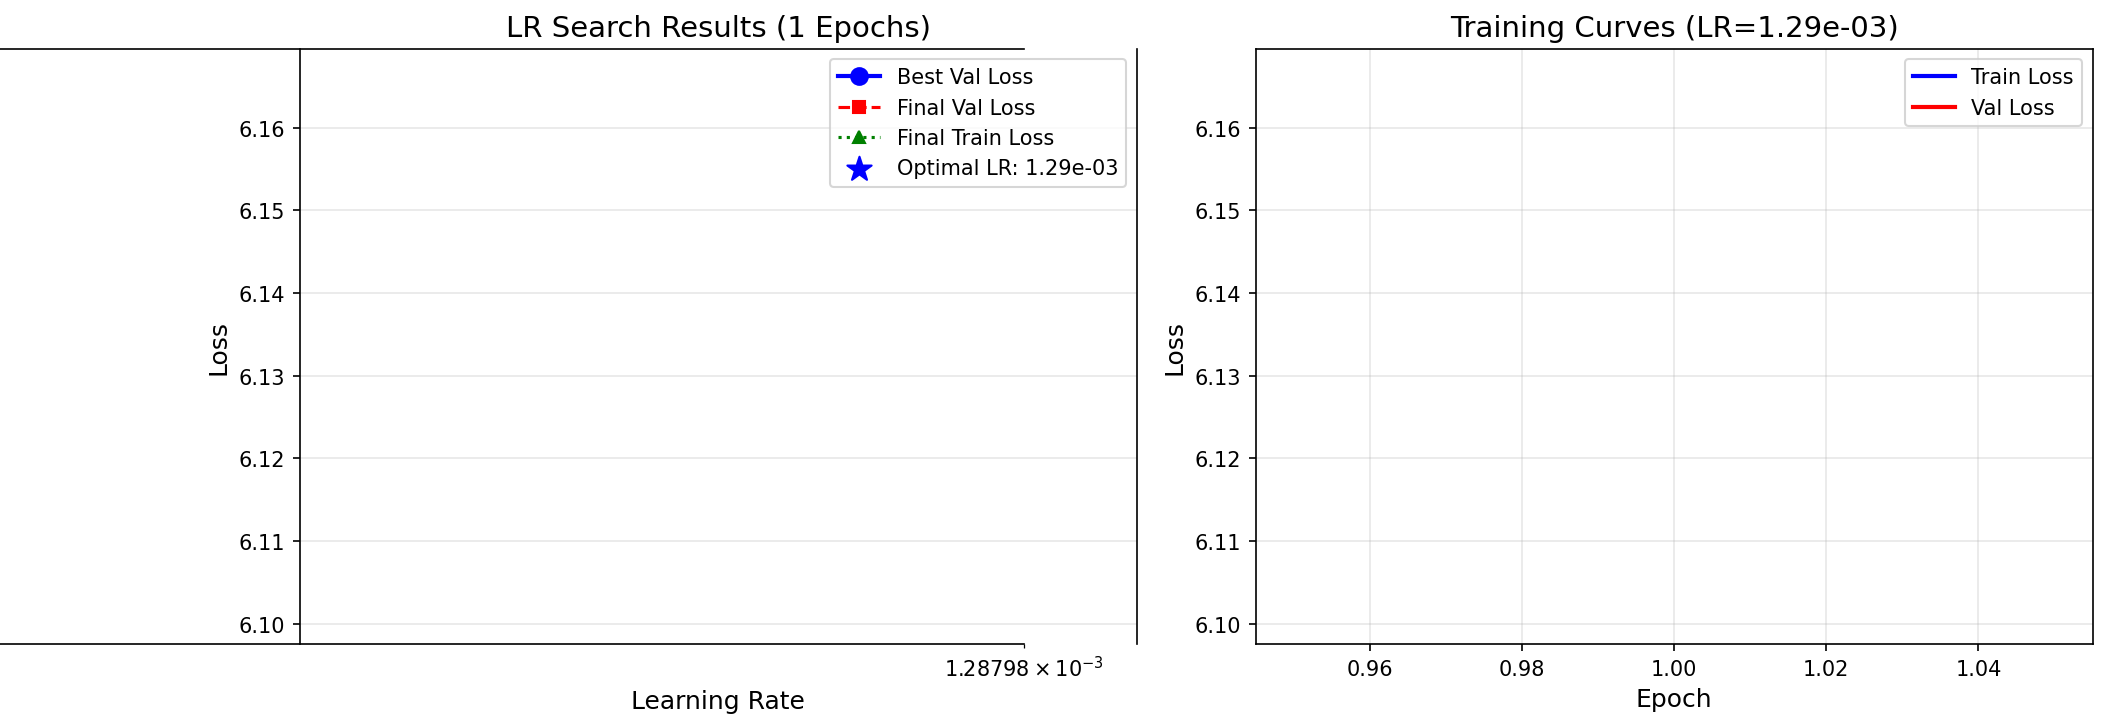 LR Search Results (1 Epochs)
Best Val Loss
Final Val Loss
Final Train Loss
Optimal LR: 1.29e-03
6.16
6.15
6.14
6.13
6.12
6.11
6.10
Loss
1.28798 × 10⁻³
Learning Rate
Training Curves (LR=1.29e-03)
Train Loss
Val Loss
6.16
6.15
6.14
6.13
6.12
6.11
6.10
Loss
0.96 0.98 1.00 1.02 1.04
Epoch